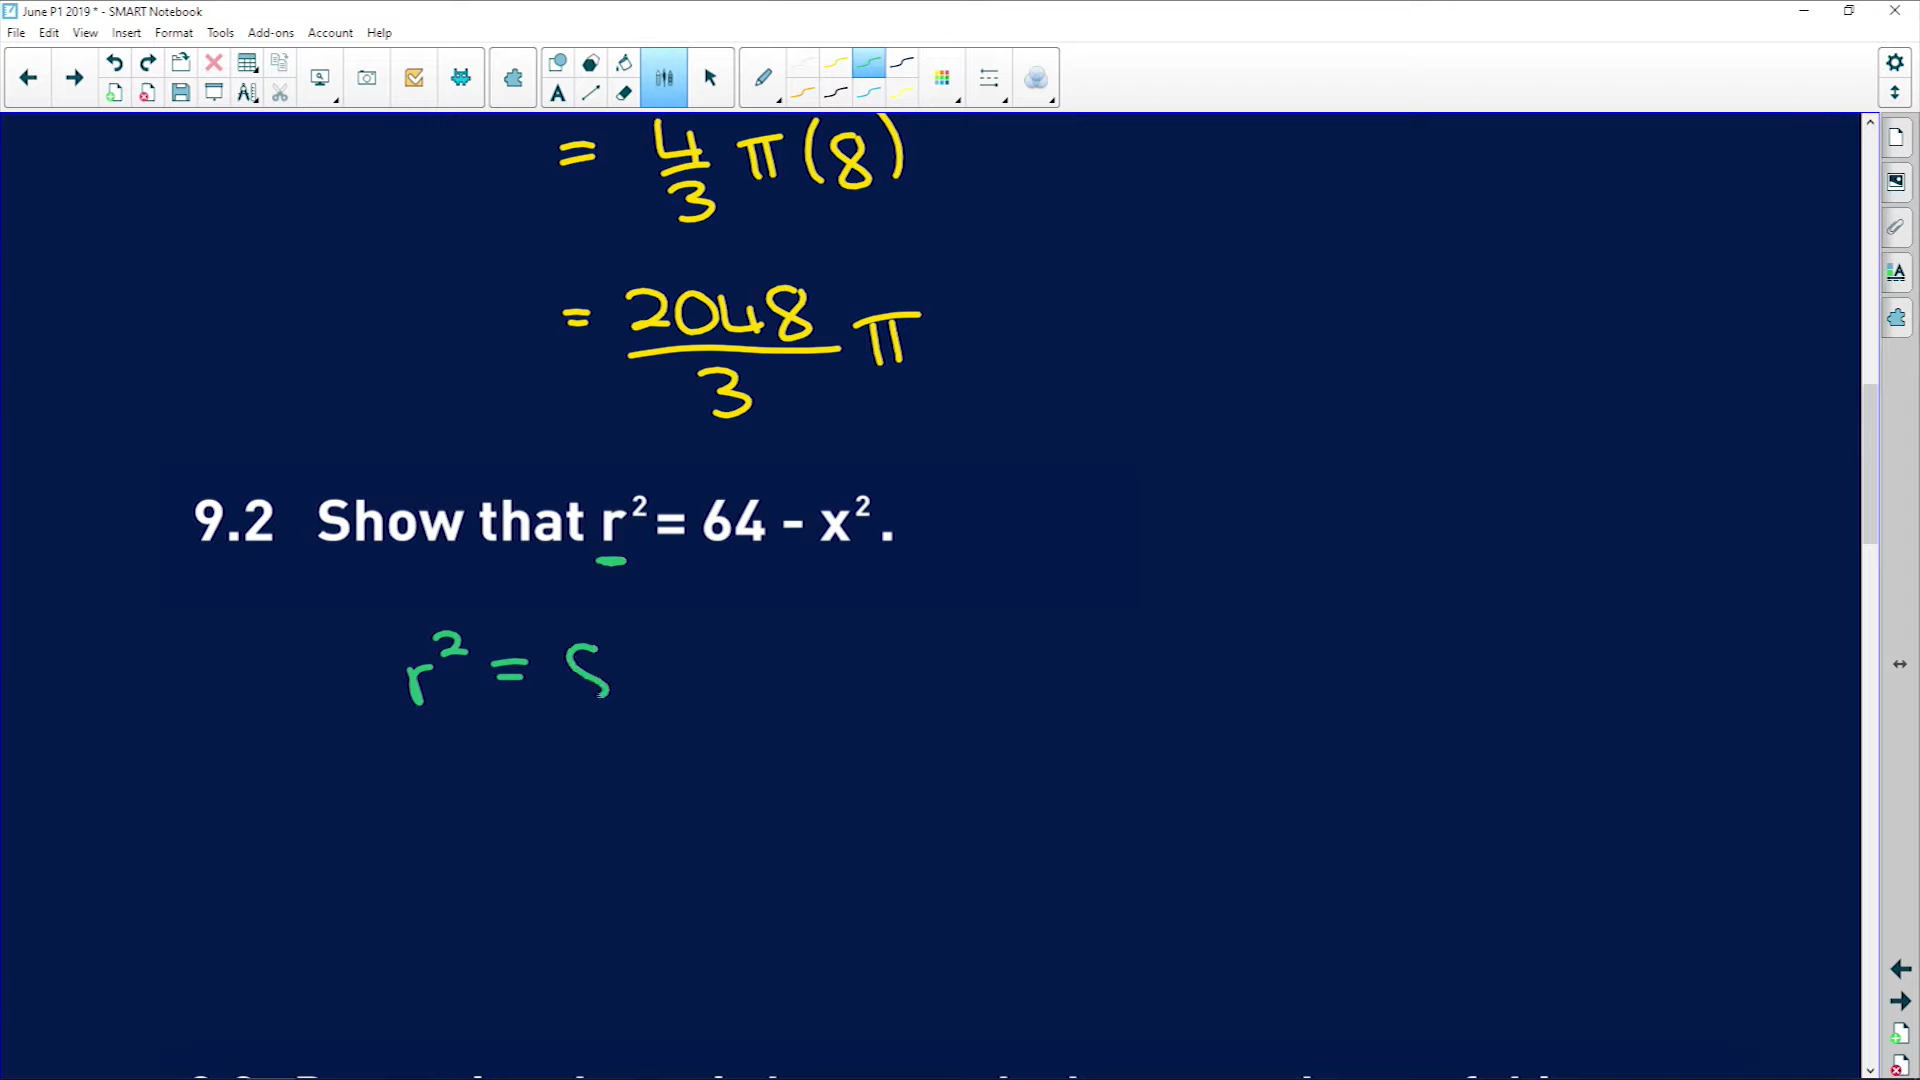 June P1 2019 * - SMART Notebook
File Edit View Insert Format Tools Add-ons Account Help
= 4/3 π (8)
= 2048/3 π
9.2 Show that r² = 64 - x² .
r² = S